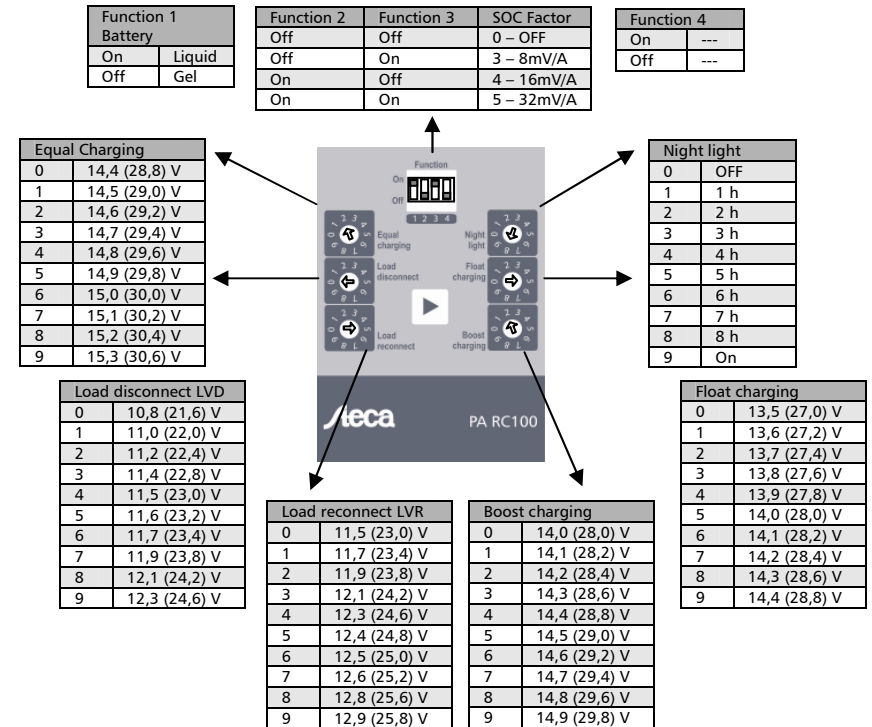 Function 1
Battery
On Liquid
Off Gel
Function 2 Function 3 SOC Factor
Off Off 0 – OFF
Off On 3 – 8mV/A
On Off 4 – 16mV/A
On On 5 – 32mV/A
Function 4
On ---
Off ---
Equal Charging
0 14,4 (28,8) V
1 14,5 (29,0) V
2 14,6 (29,2) V
3 14,7 (29,4) V
4 14,8 (29,6) V
5 14,9 (29,8) V
6 15,0 (30,0) V
7 15,1 (30,2) V
8 15,2 (30,4) V
9 15,3 (30,6) V
Function
On
Off
1 2 3 4
Equal
charging
Load
disconnect
Load
reconnect
Night
light
Float
charging
Boost
charging
Steca
PA RC100
Night light
0 OFF
1 1 h
2 2 h
3 3 h
4 4 h
5 5 h
6 6 h
7 7 h
8 8 h
9 On
Load disconnect LVD
0 10,8 (21,6) V
1 11,0 (22,0) V
2 11,2 (22,4) V
3 11,4 (22,8) V
4 11,5 (23,0) V
5 11,6 (23,2) V
6 11,7 (23,4) V
7 11,9 (23,8) V
8 12,1 (24,2) V
9 12,3 (24,6) V
Load reconnect LVR
0 11,5 (23,0) V
1 11,7 (23,4) V
2 11,9 (23,8) V
3 12,1 (24,2) V
4 12,3 (24,6) V
5 12,4 (24,8) V
6 12,5 (25,0) V
7 12,6 (25,2) V
8 12,8 (25,6) V
9 12,9 (25,8) V
Boost charging
0 14,0 (28,0) V
1 14,1 (28,2) V
2 14,2 (28,4) V
3 14,3 (28,6) V
4 14,4 (28,8) V
5 14,5 (29,0) V
6 14,6 (29,2) V
7 14,7 (29,4) V
8 14,8 (29,6) V
9 14,9 (29,8) V
Float charging
0 13,5 (27,0) V
1 13,6 (27,2) V
2 13,7 (27,4) V
3 13,8 (27,6) V
4 13,9 (27,8) V
5 14,0 (28,0) V
6 14,1 (28,2) V
7 14,2 (28,4) V
8 14,3 (28,6) V
9 14,4 (28,8) V